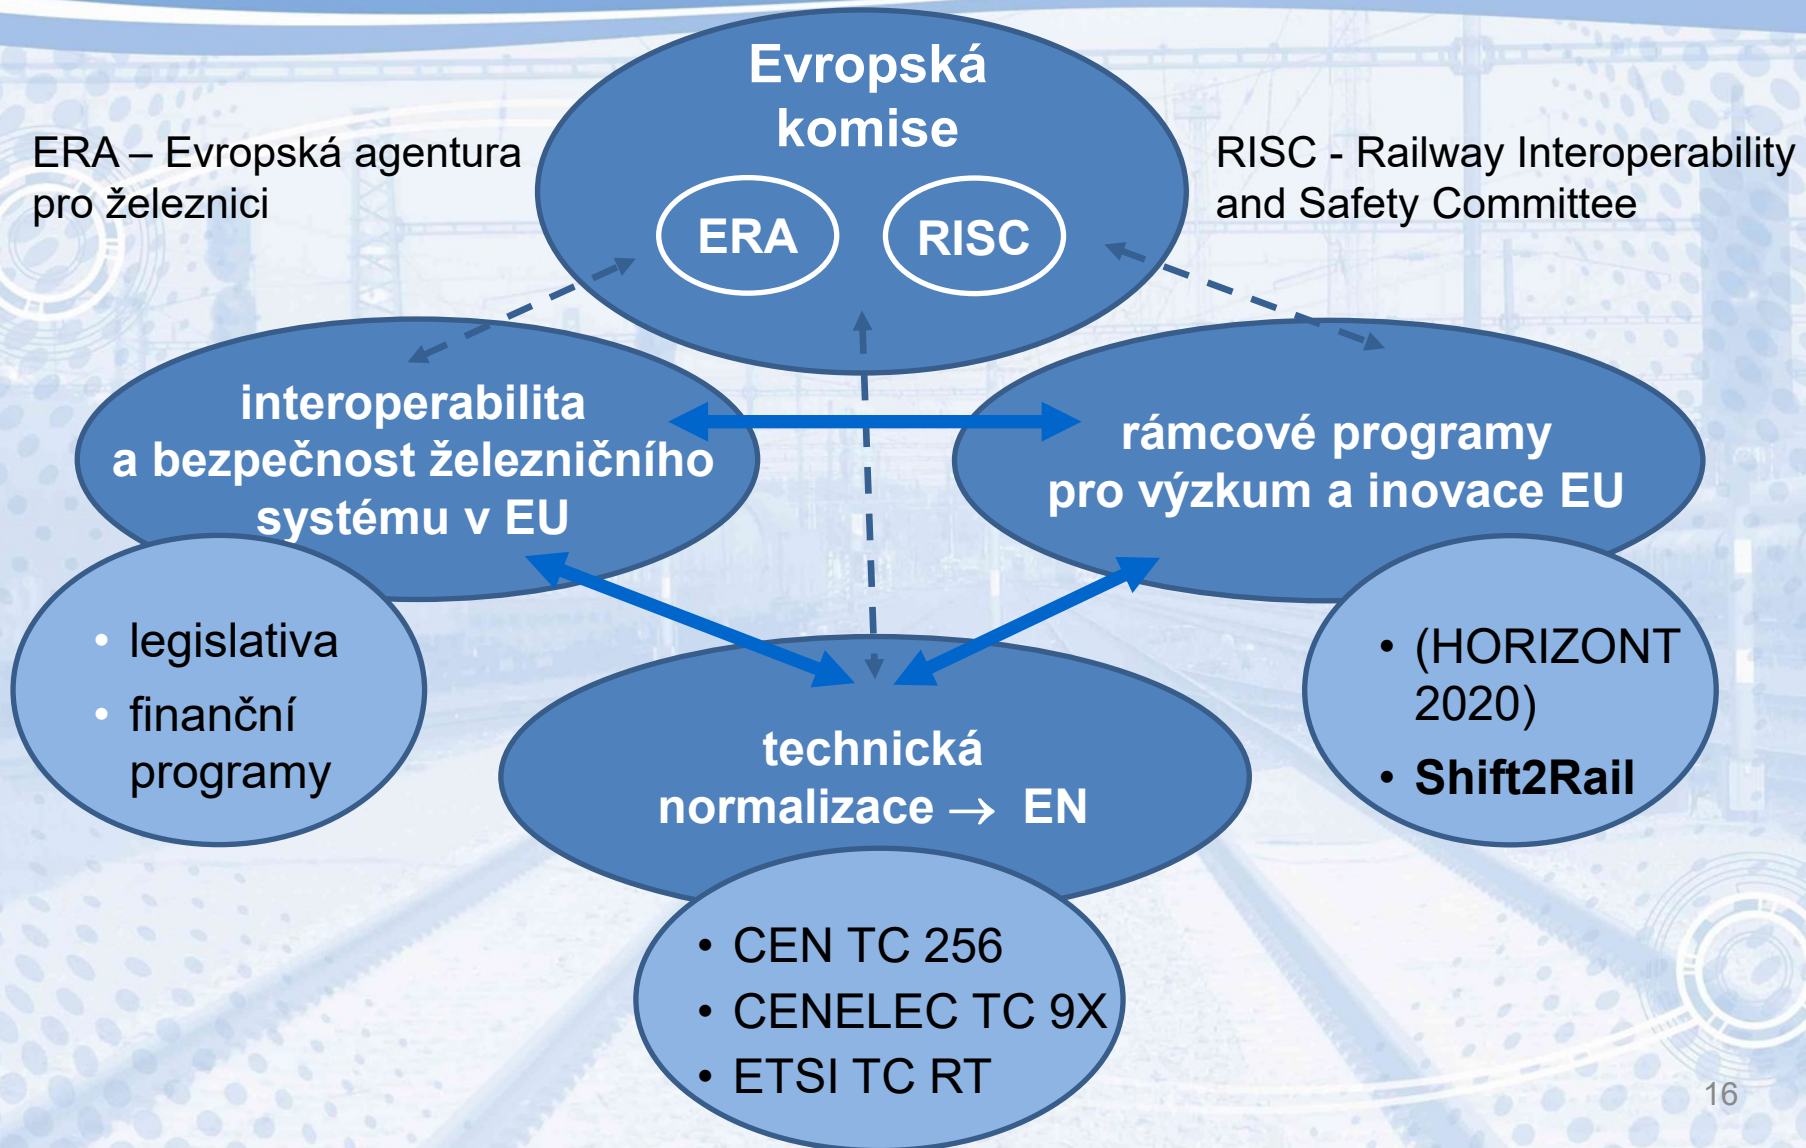 Evropská
komise
ERA – Evropská agentura
pro železnici
RISC - Railway Interoperability
and Safety Committee
ERA
RISC
interoperabilita
a bezpečnost železničního
systému v EU
rámcové programy
pro výzkum a inovace EU
• legislativa
• finanční
programy
• (HORIZONT
2020)
• Shift2Rail
technická
normalizace → EN
• CEN TC 256
• CENELEC TC 9X
• ETSI TC RT
16